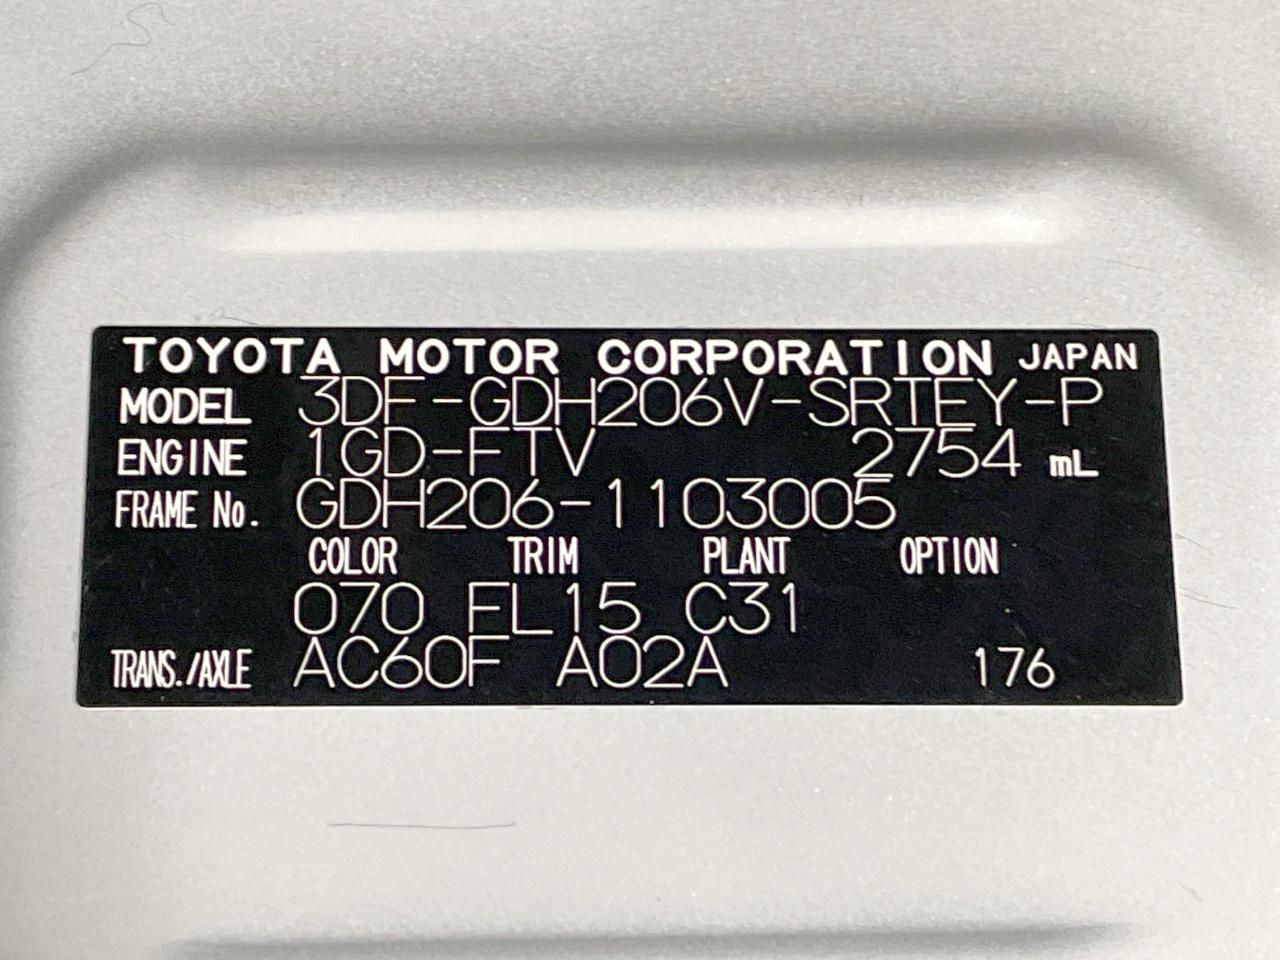 TOYOTA MOTOR CORPORATION JAPAN
MODEL 3DF-GDH206V-SRTEY-P
ENGINE 1GD-FTV 2754 mL
FRAME No. GDH206-1103005
COLOR TRIM PLANT OPTION
070 FL15 C31
TRANS./AXLE AC60F A02A 176